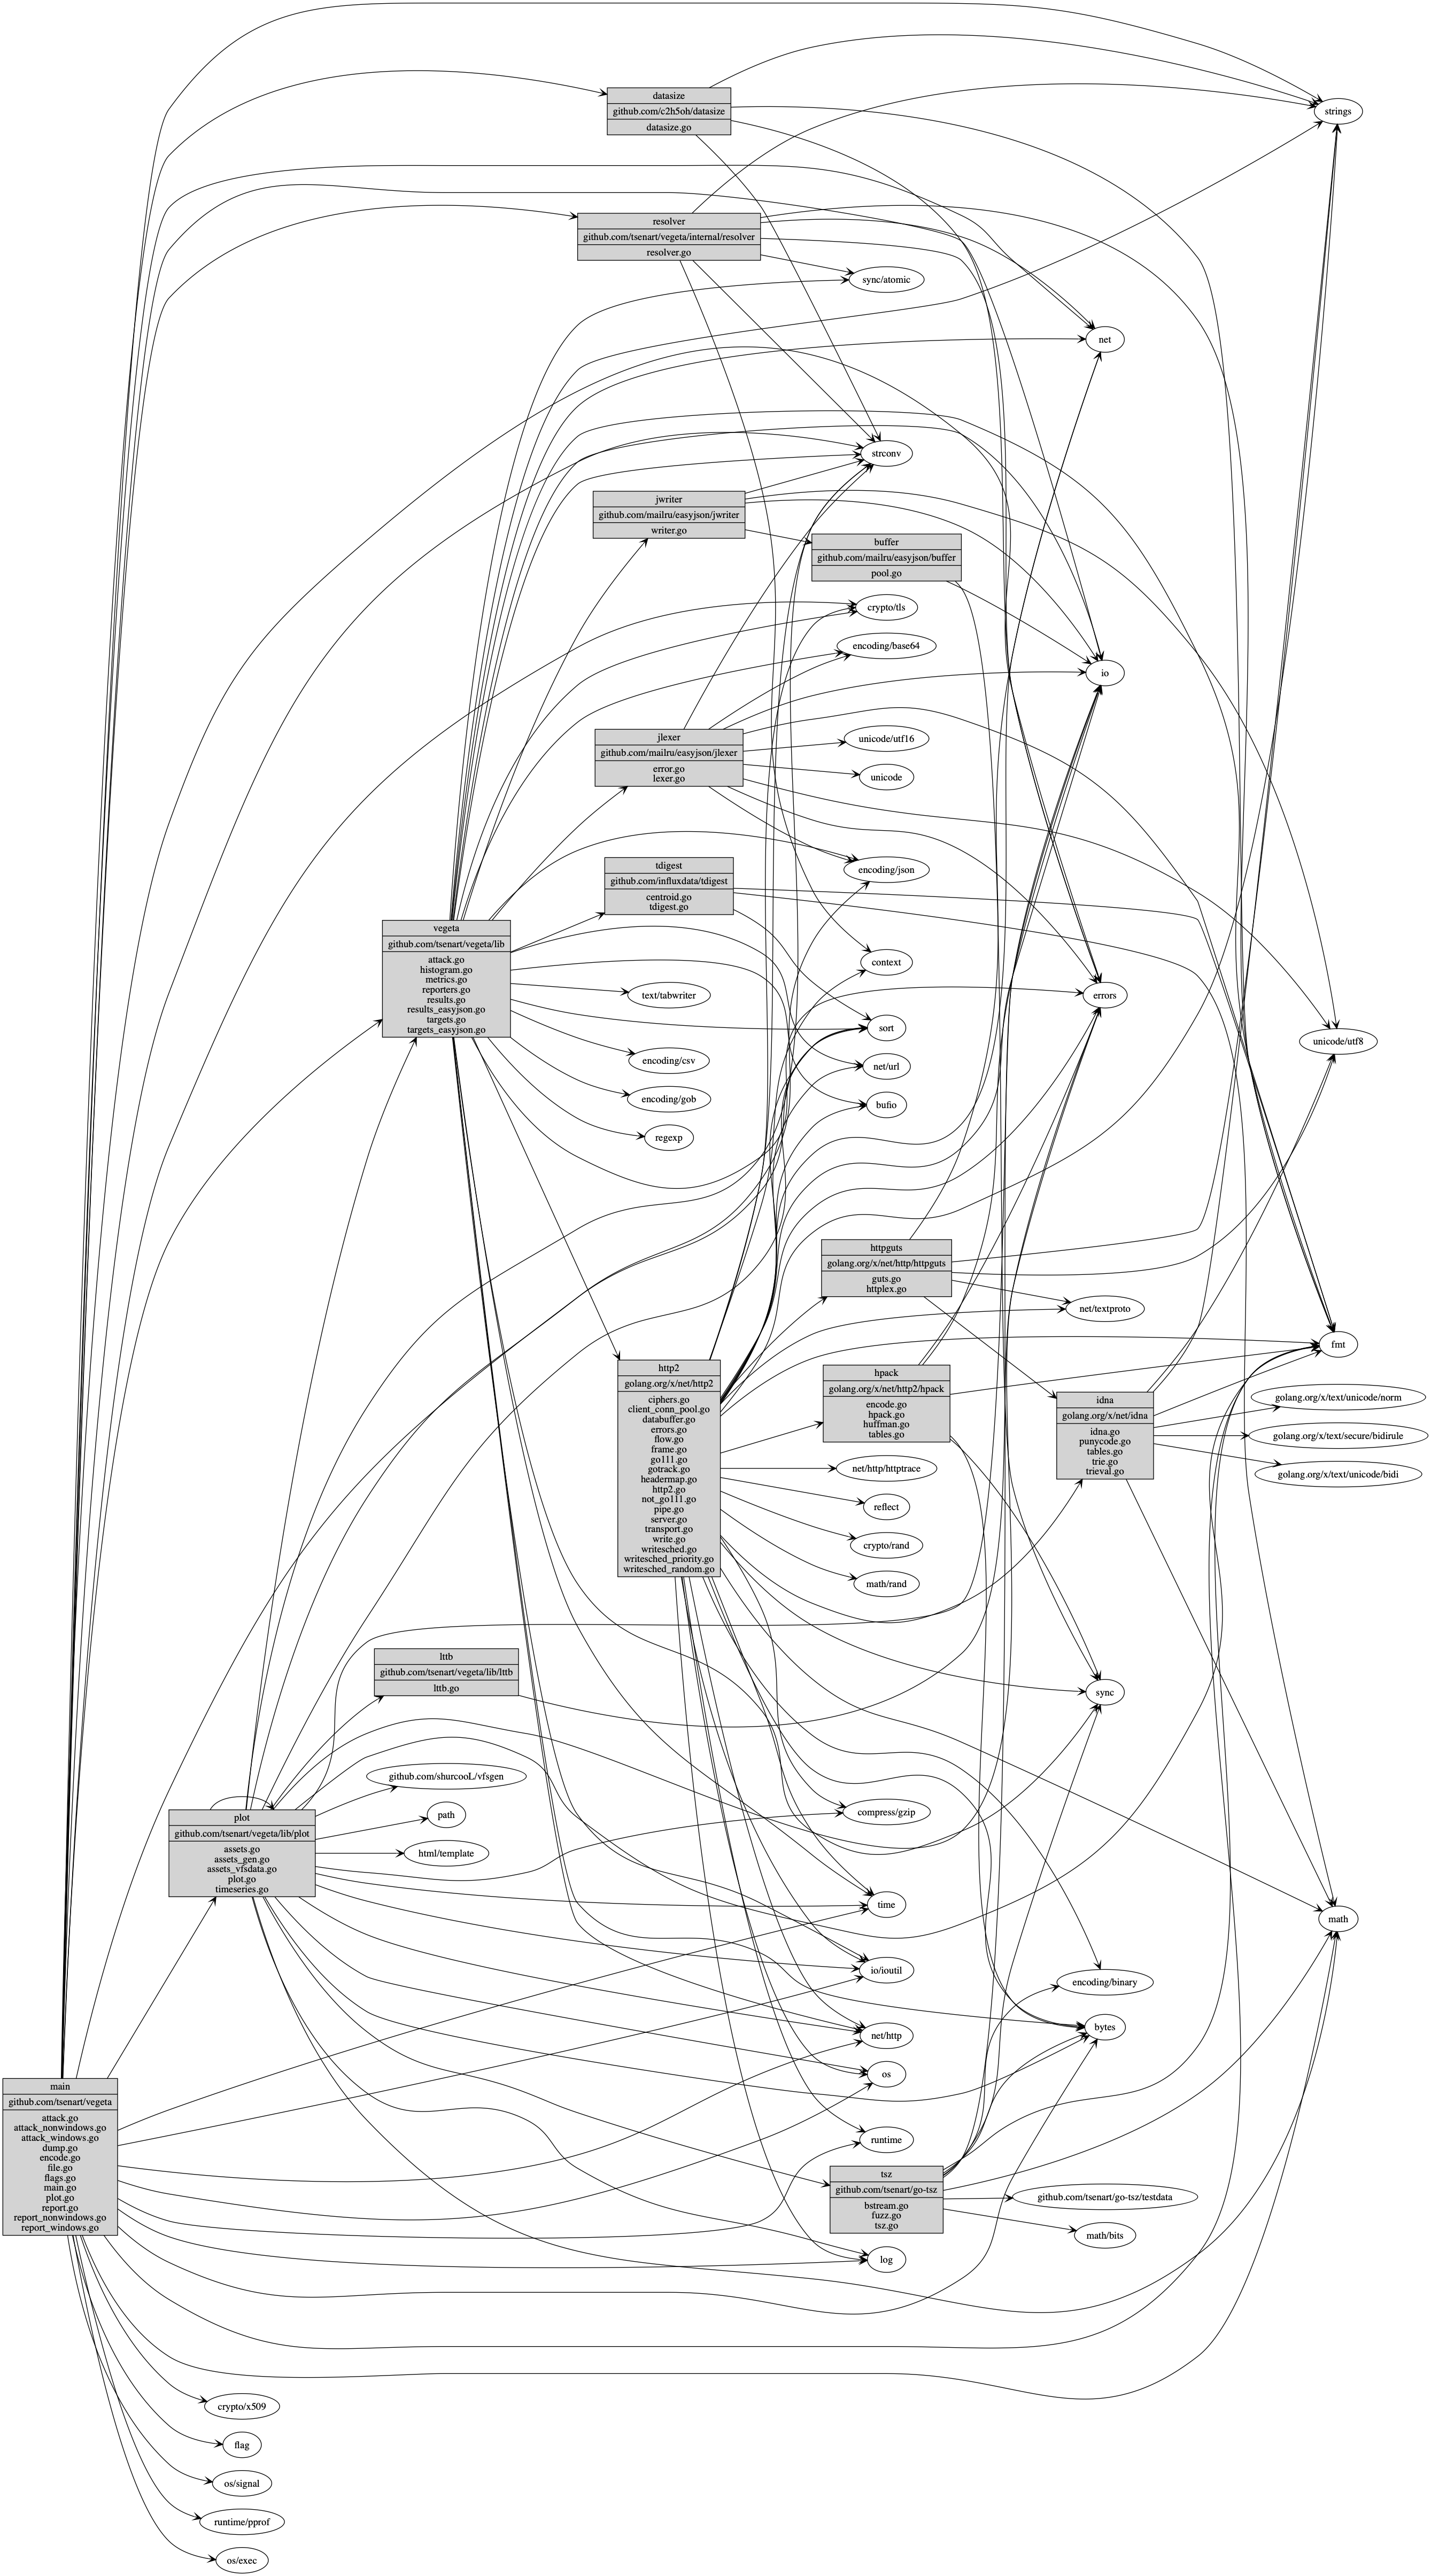 datasize
github.com/c2h5oh/datasize
datasize.go
strings
resolver
github.com/tsenart/vegeta/internal/resolver
resolver.go
sync/atomic
net
strconv
jwriter
github.com/mailru/easyjson/jwriter
writer.go
buffer
github.com/mailru/easyjson/buffer
pool.go
crypto/tls
encoding/base64
io
jlexer
github.com/mailru/easyjson/jlexer
error.go
lexer.go
unicode/utf16
unicode
encoding/json
tdigest
github.com/influxdata/tdigest
centroid.go
tdigest.go
vegeta
github.com/tsenart/vegeta/lib
attack.go
histogram.go
metrics.go
reporters.go
results.go
results_easyjson.go
targets.go
targets_easyjson.go
context
text/tabwriter
errors
sort
unicode/utf8
encoding/csv
net/url
encoding/gob
bufio
regexp
httpguts
golang.org/x/net/http/httpguts
guts.go
httplex.go
net/textproto
fmt
http2
golang.org/x/net/http2
ciphers.go
client_conn_pool.go
databuffer.go
errors.go
flow.go
frame.go
go111.go
gotrack.go
headermap.go
http2.go
not_go111.go
pipe.go
server.go
transport.go
write.go
writesched.go
writesched_priority.go
writesched_random.go
hpack
golang.org/x/net/http2/hpack
encode.go
hpack.go
huffman.go
tables.go
idna
golang.org/x/net/idna
idna.go
punycode.go
tables.go
trie.go
trieval.go
golang.org/x/text/unicode/norm
golang.org/x/text/secure/bidirule
golang.org/x/text/unicode/bidi
net/http/httptrace
reflect
crypto/rand
math/rand
lttb
github.com/tsenart/vegeta/lib/lttb
lttb.go
sync
github.com/shurcooL/vfsgen
path
html/template
plot
github.com/tsenart/vegeta/lib/plot
assets.go
assets_gen.go
assets_vfsdata.go
plot.go
timeseries.go
compress/gzip
time
math
io/ioutil
encoding/binary
net/http
bytes
os
runtime
main
github.com/tsenart/vegeta
attack.go
attack_nonwindows.go
attack_windows.go
dump.go
encode.go
file.go
flags.go
main.go
plot.go
report.go
report_nonwindows.go
report_windows.go
tsz
github.com/tsenart/go-tsz
bstream.go
fuzz.go
tsz.go
github.com/tsenart/go-tsz/testdata
math/bits
log
crypto/x509
flag
os/signal
runtime/pprof
os/exec